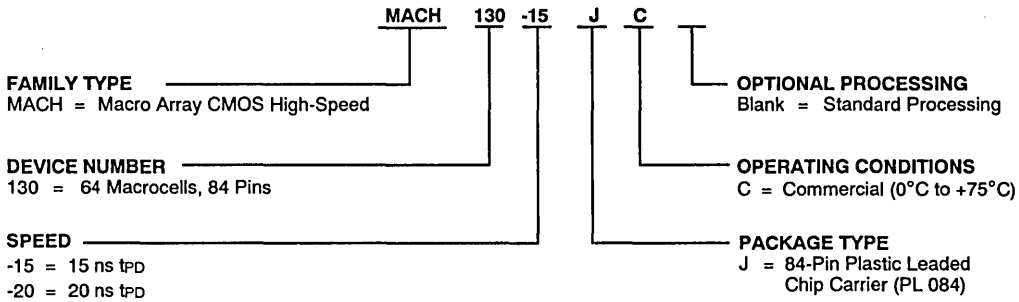 MACH 130 -15 J C
FAMILY TYPE
MACH = Macro Array CMOS High-Speed
DEVICE NUMBER
130 = 64 Macrocells, 84 Pins
SPEED
-15 = 15 ns tPD
-20 = 20 ns tPD
OPTIONAL PROCESSING
Blank = Standard Processing
OPERATING CONDITIONS
C = Commercial (0°C to +75°C)
PACKAGE TYPE
J = 84-Pin Plastic Leaded
Chip Carrier (PL 084)